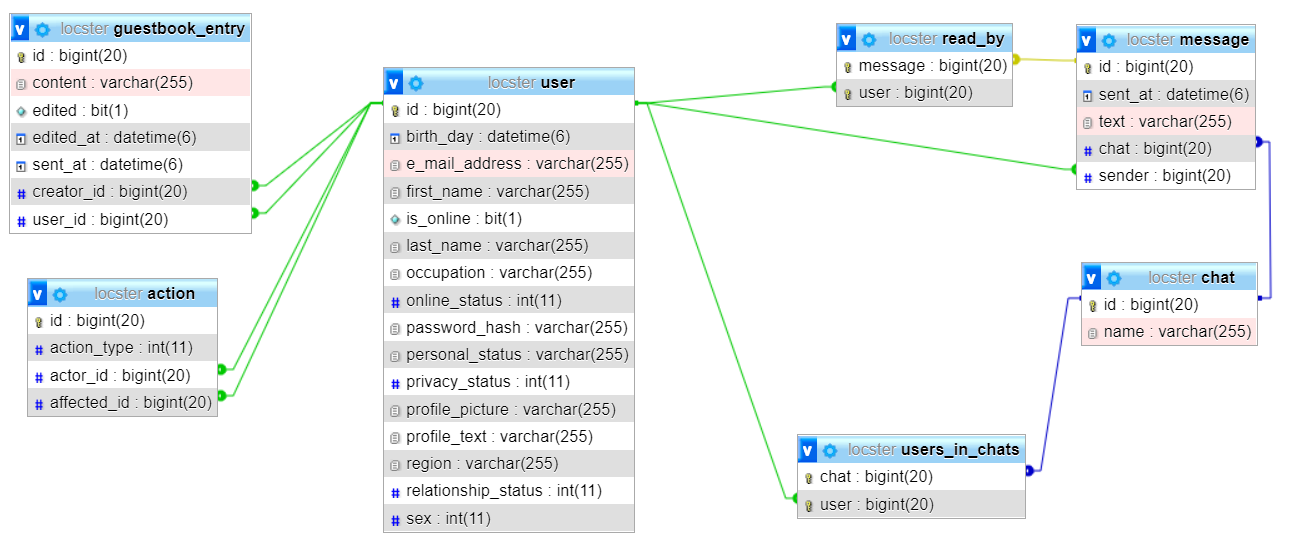 v locster guestbook_entry
id : bigint(20)
content : varchar(255)
edited : bit(1)
edited_at : datetime(6)
sent_at : datetime(6)
# creator_id : bigint(20)
# user_id : bigint(20)
v locster action
id : bigint(20)
# action_type : int(11)
# actor_id : bigint(20)
# affected_id : bigint(20)
v locster user
id : bigint(20)
birth_day : datetime(6)
e_mail_address : varchar(255)
first_name : varchar(255)
is_online : bit(1)
last_name : varchar(255)
occupation : varchar(255)
# online_status : int(11)
password_hash : varchar(255)
personal_status : varchar(255)
# privacy_status : int(11)
profile_picture : varchar(255)
profile_text : varchar(255)
region : varchar(255)
# relationship_status : int(11)
# sex : int(11)
v locster read_by
message : bigint(20)
user : bigint(20)
v locster message
id : bigint(20)
sent_at : datetime(6)
text : varchar(255)
# chat : bigint(20)
# sender : bigint(20)
v locster chat
id : bigint(20)
name : varchar(255)
v locster users_in_chats
chat : bigint(20)
user : bigint(20)